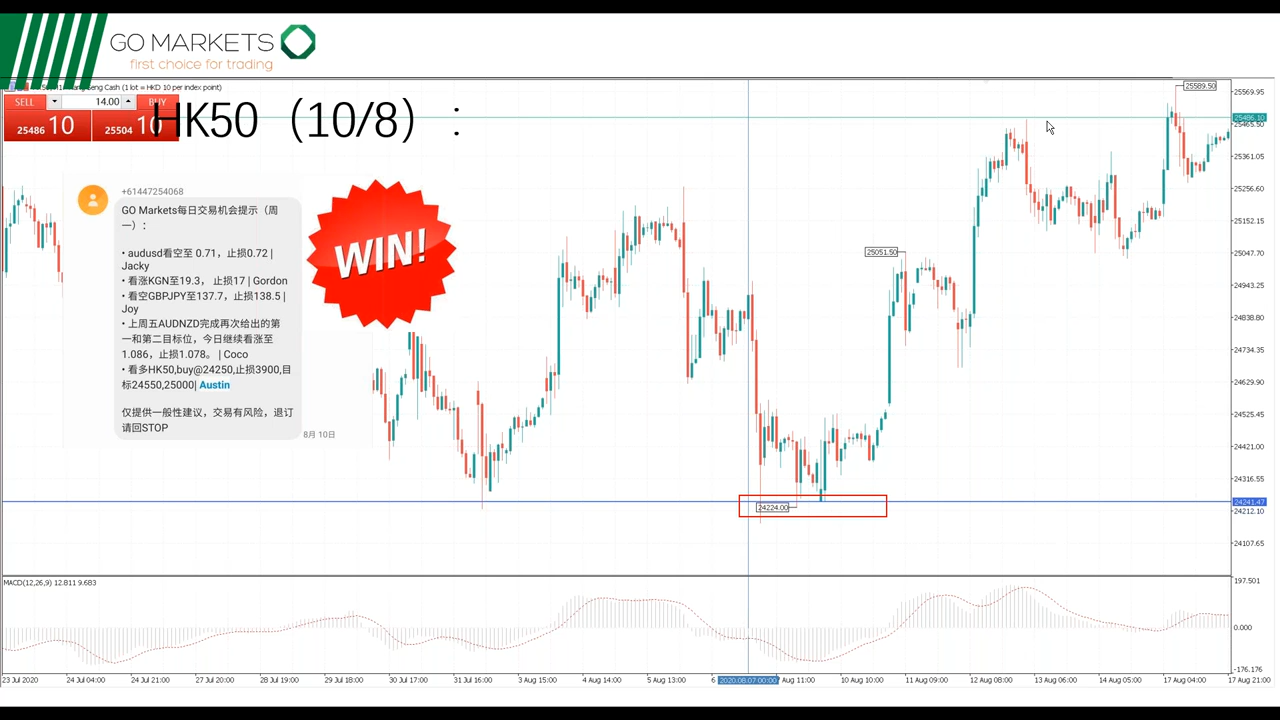 GO MARKETS
first choice for trading
Seng Cash (1 lot = HKD 10 per index point)
SELL
14.00
BUY
25486 10
25504 10
HK50（10/8）：
+61447254068
GO Markets每日交易机会提示（周
一）：
• audusd看空至 0.71，止损0.72 |
Jacky
• 看涨KGN至19.3， 止损17 | Gordon
• 看空GBPJPY至137.7，止损138.5 |
Joy
• 上周五AUDNZD完成再次给出的第
一和第二目标位，今日继续看涨至
1.086，止损1.078。 | Coco
• 看多HK50,buy@24250,止损3900,目
标24550,25000| Austin
仅提供一般性建议，交易有风险，退订
请回STOP
8月 10日
WIN!
25589.50
25051.50
24224.00
25569.95
25486.10
25465.50
25361.05
25256.60
25152.15
25047.70
24943.25
24838.80
24734.35
24629.90
24525.45
24421.00
24316.55
24241.47
24212.10
24107.65
MACD(12,26,9) 12.811 9.683
197.501
0.000
-176.176
23 Jul 2020
24 Jul 04:00
24 Jul 21:00
27 Jul 20:00
28 Jul 19:00
29 Jul 18:00
30 Jul 17:00
31 Jul 16:00
3 Aug 15:00
4 Aug 14:00
5 Aug 13:00
6
2020.08.07 00:00
Aug 11:00
10 Aug 10:00
11 Aug 09:00
12 Aug 08:00
13 Aug 06:00
14 Aug 05:00
17 Aug 04:00
17 Aug 21:00